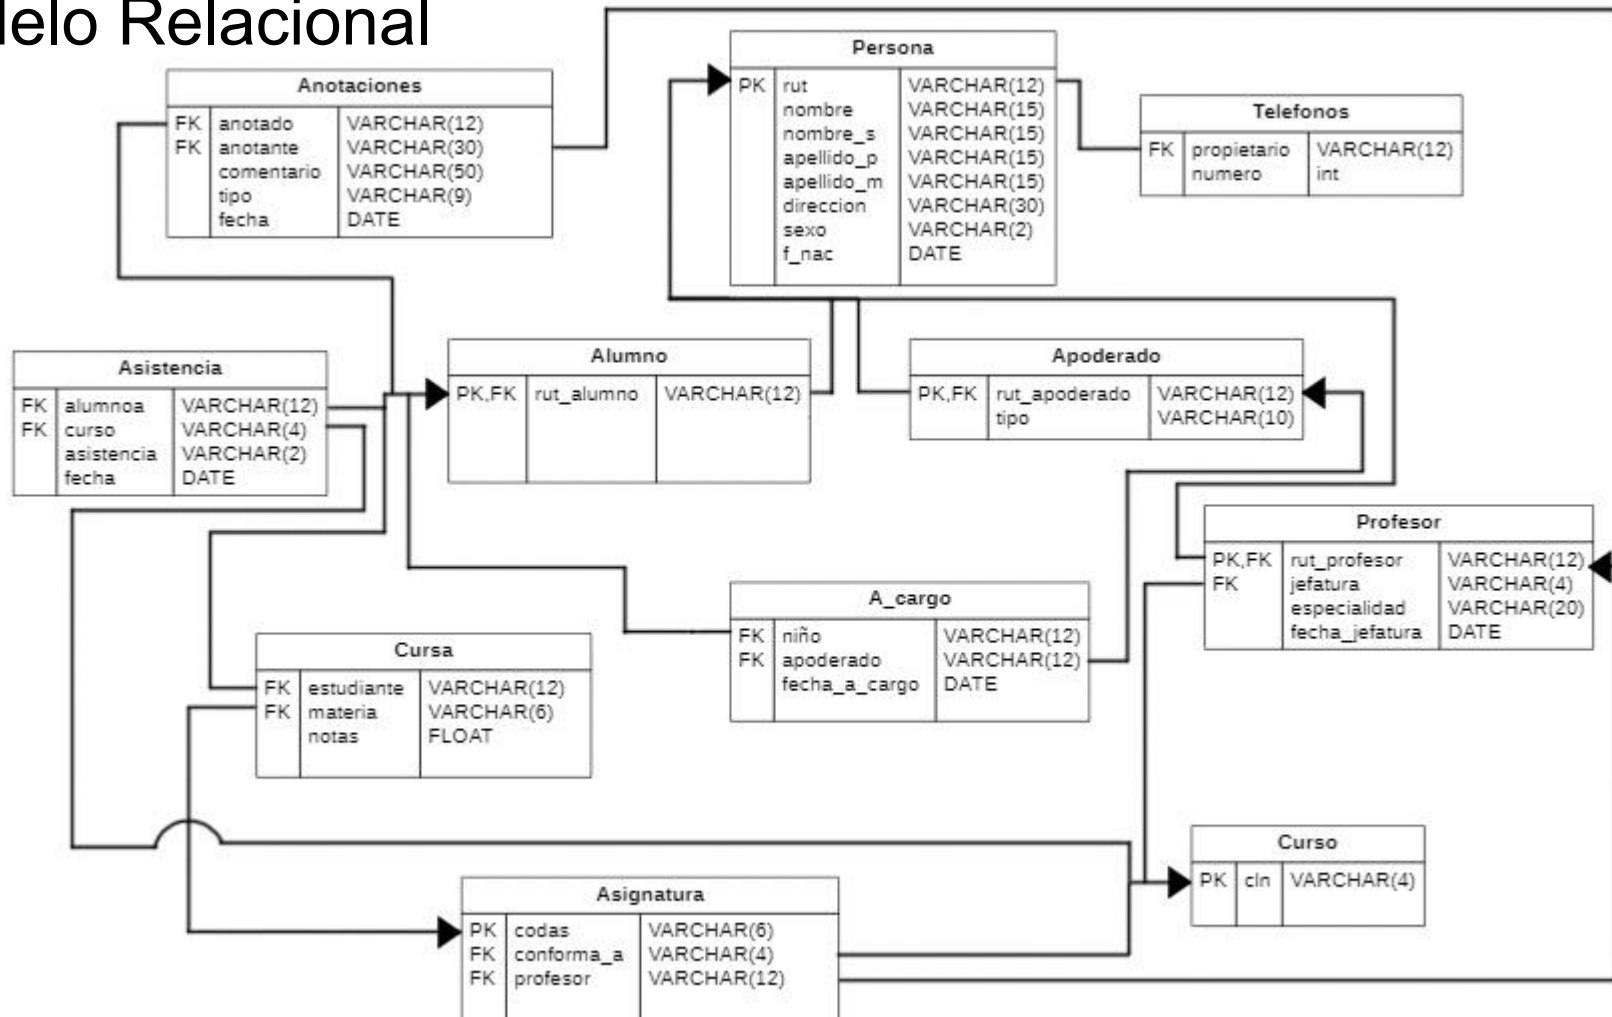 delo Relacional
Anotaciones
FK anotado VARCHAR(12)
FK anotante VARCHAR(30)
comentario VARCHAR(50)
tipo VARCHAR(9)
fecha DATE
Persona
PK rut VARCHAR(12)
nombre VARCHAR(15)
nombre_s VARCHAR(15)
apellido_p VARCHAR(15)
apellido_m VARCHAR(15)
direccion VARCHAR(30)
sexo VARCHAR(2)
f_nac DATE
Telefonos
FK propietario VARCHAR(12)
numero int
Asistencia
FK alumnoa VARCHAR(12)
FK curso VARCHAR(4)
asistencia VARCHAR(2)
fecha DATE
Alumno
PK,FK rut_alumno VARCHAR(12)
Apoderado
PK,FK rut_apoderado VARCHAR(12)
tipo VARCHAR(10)
Profesor
PK,FK rut_profesor VARCHAR(12)
FK jefatura VARCHAR(4)
especialidad VARCHAR(20)
fecha_jefatura DATE
A_cargo
FK niño VARCHAR(12)
FK apoderado VARCHAR(12)
fecha_a_cargo DATE
Cursa
FK estudiante VARCHAR(12)
FK materia VARCHAR(6)
notas FLOAT
Curso
PK cln VARCHAR(4)
Asignatura
PK codas VARCHAR(6)
FK conforma_a VARCHAR(4)
FK profesor VARCHAR(12)